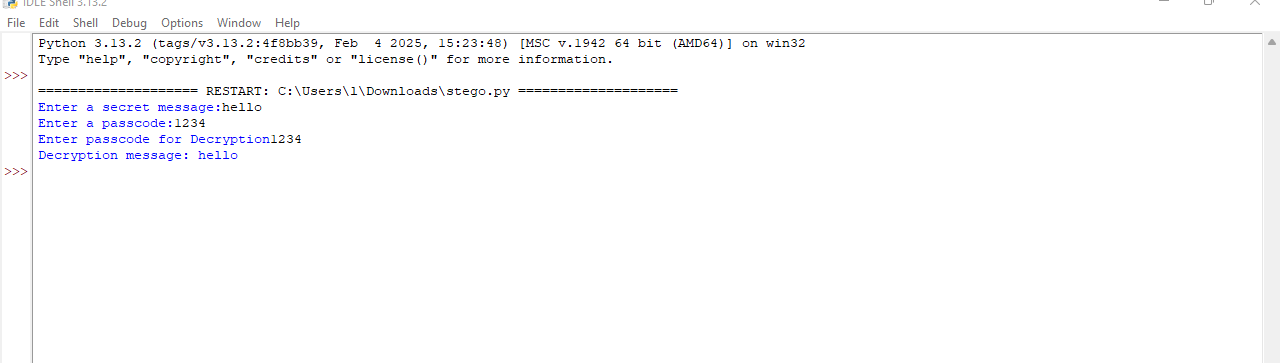 IDLE Shell 3.13.2
File Edit Shell Debug Options Window Help
Python 3.13.2 (tags/v3.13.2:4f8bb39, Feb  4 2025, 15:23:48) [MSC v.1942 64 bit (AMD64)] on win32
Type "help", "copyright", "credits" or "license()" for more information.
>>>
==================== RESTART: C:\Users\l\Downloads\stego.py ====================
Enter a secret message:hello
Enter a passcode:1234
Enter passcode for Decryption1234
Decryption message: hello
>>>